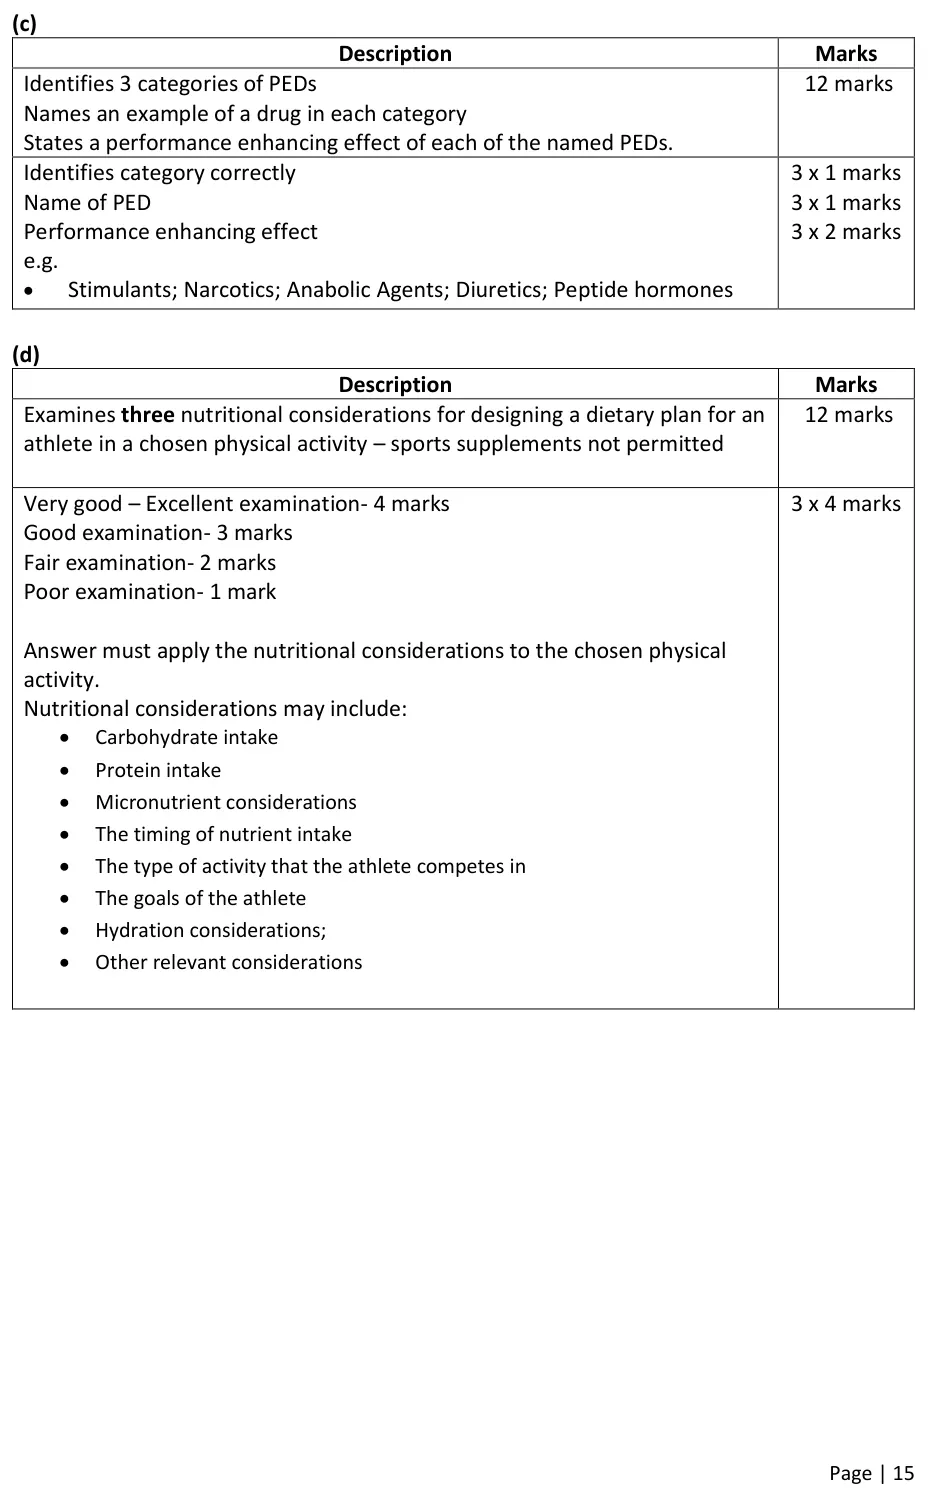 (c)
Description Marks
Identifies 3 categories of PEDs 12 marks
Names an example of a drug in each category
States a performance enhancing effect of each of the named PEDs.
Identifies category correctly 3 x 1 marks
Name of PED 3 x 1 marks
Performance enhancing effect 3 x 2 marks
e.g.
• Stimulants; Narcotics; Anabolic Agents; Diuretics; Peptide hormones
(d)
Description Marks
Examines three nutritional considerations for designing a dietary plan for an 12 marks
athlete in a chosen physical activity – sports supplements not permitted
Very good – Excellent examination- 4 marks 3 x 4 marks
Good examination- 3 marks
Fair examination- 2 marks
Poor examination- 1 mark
Answer must apply the nutritional considerations to the chosen physical
activity.
Nutritional considerations may include:
• Carbohydrate intake
• Protein intake
• Micronutrient considerations
• The timing of nutrient intake
• The type of activity that the athlete competes in
• The goals of the athlete
• Hydration considerations;
• Other relevant considerations
Page | 15